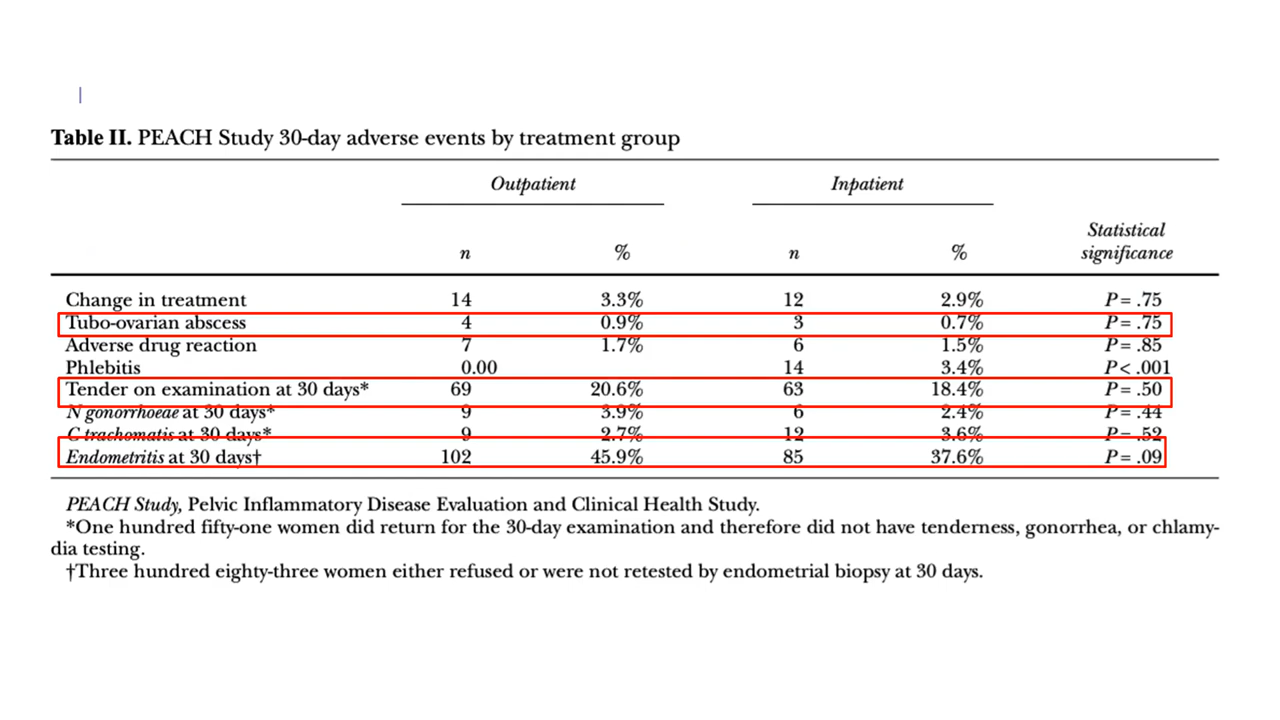 Table II. PEACH Study 30-day adverse events by treatment group
Outpatient Inpatient
Statistical
n % n % significance
Change in treatment 14 3.3% 12 2.9% P = .75
Tubo-ovarian abscess 4 0.9% 3 0.7% P = .75
Adverse drug reaction 7 1.7% 6 1.5% P = .85
Phlebitis 0.00 14 3.4% P < .001
Tender on examination at 30 days* 69 20.6% 63 18.4% P = .50
N gonorrhoeae at 30 days* 9 3.9% 6 2.4% P = .44
C trachomatis at 30 days* 9 2.7% 12 3.6% P = .52
Endometritis at 30 days† 102 45.9% 85 37.6% P = .09
PEACH Study, Pelvic Inflammatory Disease Evaluation and Clinical Health Study.
*One hundred fifty-one women did return for the 30-day examination and therefore did not have tenderness, gonorrhea, or chlamy-
dia testing.
†Three hundred eighty-three women either refused or were not retested by endometrial biopsy at 30 days.